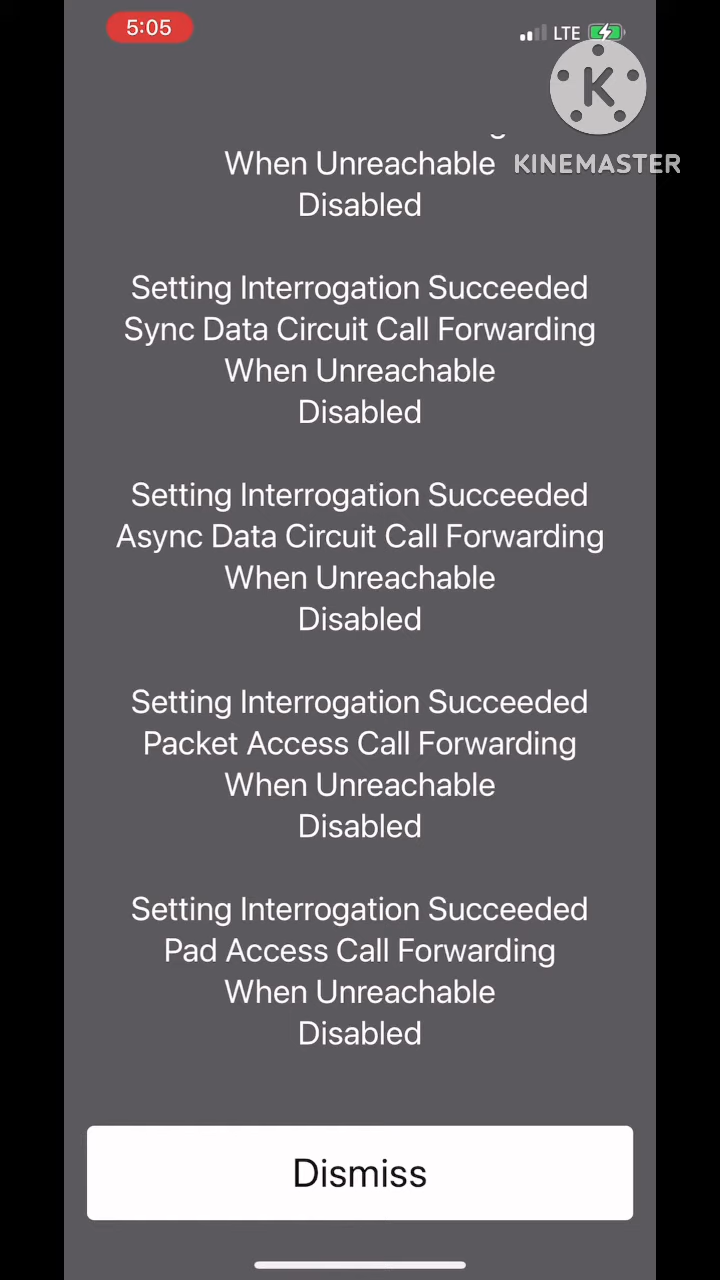 5:05
LTE
K
KINEMASTER
When Unreachable
Disabled
Setting Interrogation Succeeded
Sync Data Circuit Call Forwarding
When Unreachable
Disabled
Setting Interrogation Succeeded
Async Data Circuit Call Forwarding
When Unreachable
Disabled
Setting Interrogation Succeeded
Packet Access Call Forwarding
When Unreachable
Disabled
Setting Interrogation Succeeded
Pad Access Call Forwarding
When Unreachable
Disabled
Dismiss